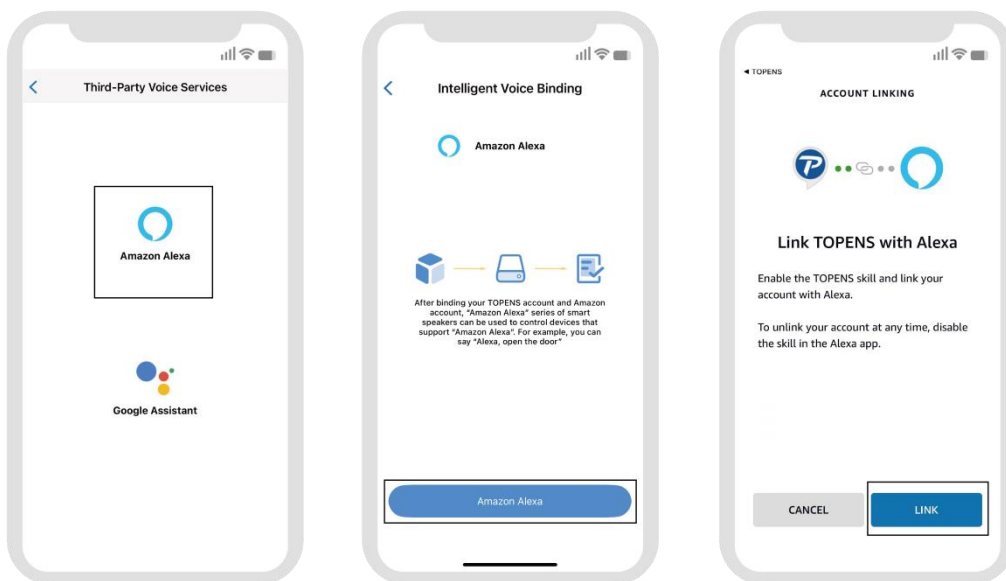 Third-Party Voice Services
Amazon Alexa
Google Assistant
Intelligent Voice Binding
Amazon Alexa
After binding your TOPENS account and Amazon
account, "Amazon Alexa" series of smart
speakers can be used to control devices that
support "Amazon Alexa". For example, you can
say "Alexa, open the door"
Amazon Alexa
◄ TOPENS
ACCOUNT LINKING
Link TOPENS with Alexa
Enable the TOPENS skill and link your
account with Alexa.
To unlink your account at any time, disable
the skill in the Alexa app.
CANCEL
LINK